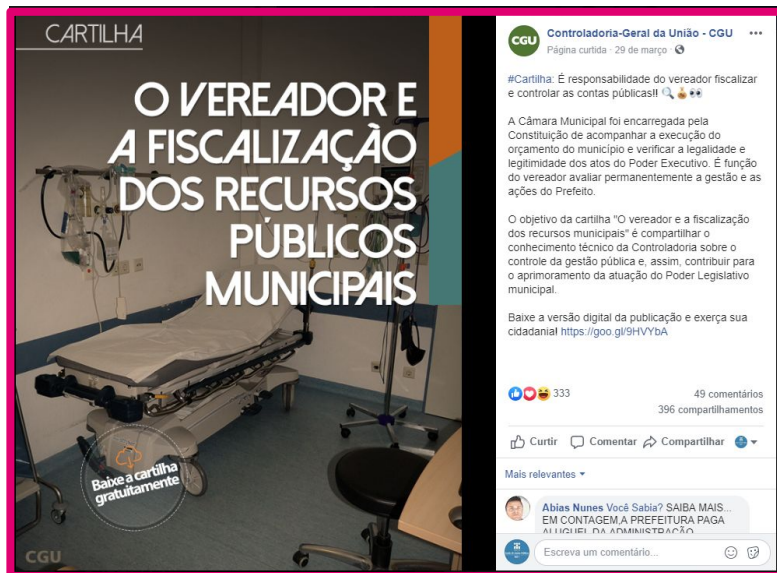 CARTILHA
O VEREADOR E
A FISCALIZAÇÃO
DOS RECURSOS
PÚBLICOS
MUNICIPAIS
Baixe a cartilha
gratuitamente
CGU
CGU
Controladoria-Geral da União - CGU
Página curtida · 29 de março ·
#Cartilha: É responsabilidade do vereador fiscalizar
e controlar as contas públicas!!
A Câmara Municipal foi encarregada pela
Constituição de acompanhar a execução do
orçamento do município e verificar a legalidade e
legitimidade dos atos do Poder Executivo. É função
do vereador avaliar permanentemente a gestão e as
ações do Prefeito.
O objetivo da cartilha "O vereador e a fiscalização
dos recursos municipais" é compartilhar o
conhecimento técnico da Controladoria sobre o
controle da gestão pública e, assim, contribuir para
o aprimoramento da atuação do Poder Legislativo
municipal.
Baixe a versão digital da publicação e exerça sua
cidadania! https://goo.gl/9HVYbA
333
49 comentários
396 compartilhamentos
Curtir Comentar Compartilhar
Mais relevantes
Abias Nunes Você Sabia? SAIBA MAIS...
EM CONTAGEM,A PREFEITURA PAGA
ALUGUEL DA ADMINISTRAÇÃO
Escreva um comentário...